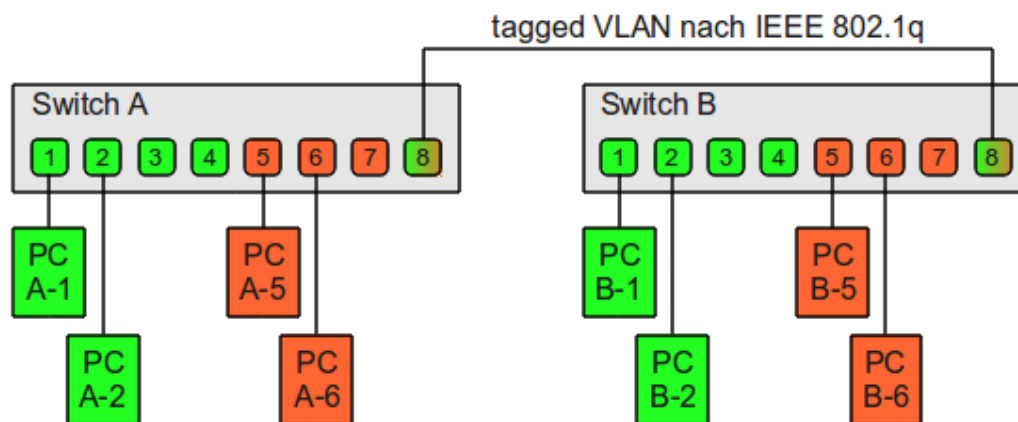 tagged VLAN nach IEEE 802.1q
Switch A
1 2 3 4 5 6 7 8
PC
A-1
PC
A-2
PC
A-5
PC
A-6
Switch B
1 2 3 4 5 6 7 8
PC
B-1
PC
B-2
PC
B-5
PC
B-6